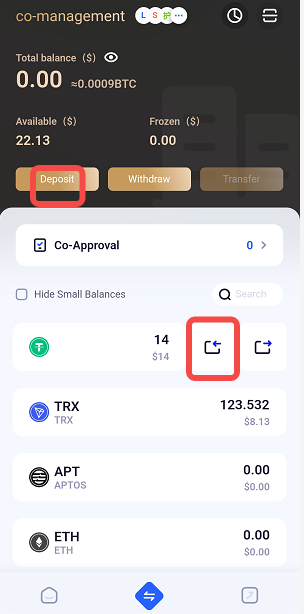 co-management
L S 护 ...
Total balance ($)
0.00 ≈0.0009BTC
Available ($) Frozen ($)
22.13 0.00
Deposit Withdraw Transfer
Co-Approval 0 >
Hide Small Balances Search
14
$14
TRX 123.532
TRX $8.13
APT 0.00
APTOS $0.00
ETH 0.00
ETH $0.00